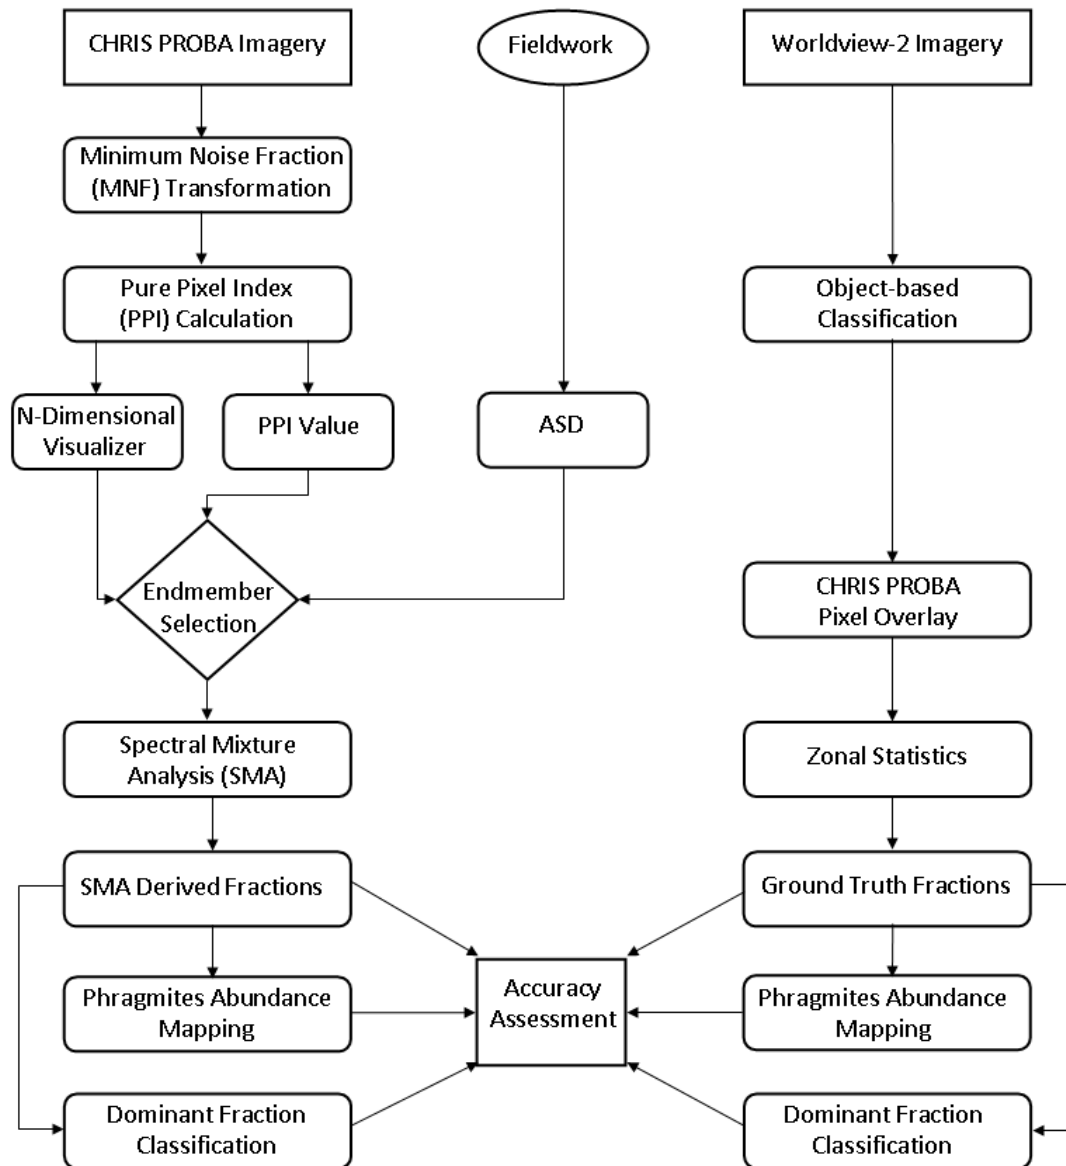 CHRIS PROBA Imagery
Fieldwork
Worldview-2 Imagery
Minimum Noise Fraction
(MNF) Transformation
Pure Pixel Index
(PPI) Calculation
Object-based
Classification
N-Dimensional
Visualizer
PPI Value
ASD
Endmember
Selection
CHRIS PROBA
Pixel Overlay
Spectral Mixture
Analysis (SMA)
Zonal Statistics
SMA Derived Fractions
Ground Truth Fractions
Phragmites Abundance
Mapping
Accuracy
Assessment
Phragmites Abundance
Mapping
Dominant Fraction
Classification
Dominant Fraction
Classification